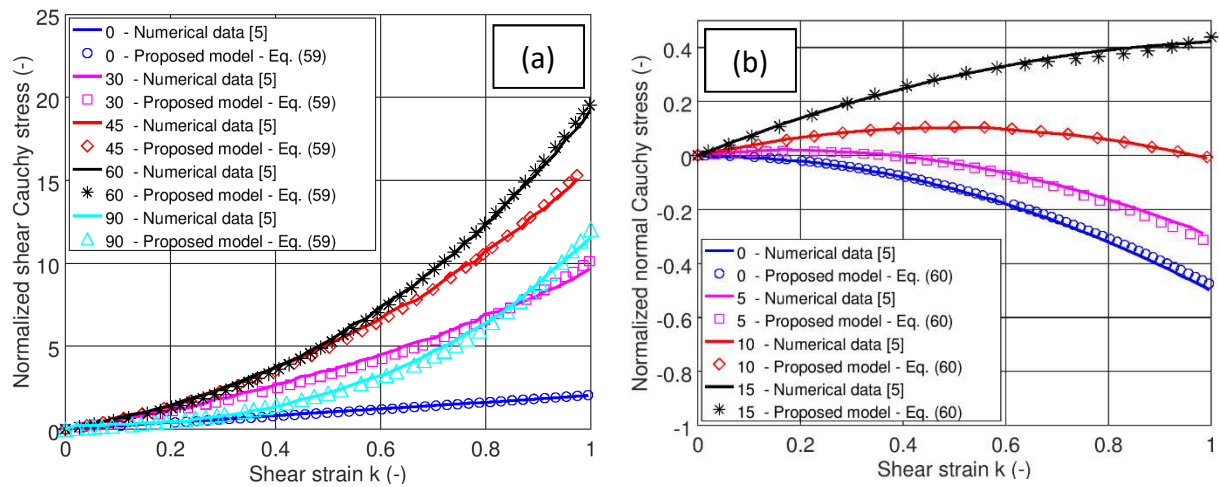 (a)
Normalized shear Cauchy stress (-)
25
20
15
10
5
0
0 - Numerical data [5]
0 - Proposed model - Eq. (59)
30 - Numerical data [5]
30 - Proposed model - Eq. (59)
45 - Numerical data [5]
45 - Proposed model - Eq. (59)
60 - Numerical data [5]
60 - Proposed model - Eq. (59)
90 - Numerical data [5]
90 - Proposed model - Eq. (59)
0 0.2 0.4 0.6 0.8 1
Shear strain k (-)
(b)
Normalized normal Cauchy stress (-)
0.4
0.2
0
-0.2
-0.4
-0.6
-0.8
-1
0 - Numerical data [5]
0 - Proposed model - Eq. (60)
5 - Numerical data [5]
5 - Proposed model - Eq. (60)
10 - Numerical data [5]
10 - Proposed model - Eq. (60)
15 - Numerical data [5]
15 - Proposed model - Eq. (60)
0 0.2 0.4 0.6 0.8 1
Shear strain k (-)